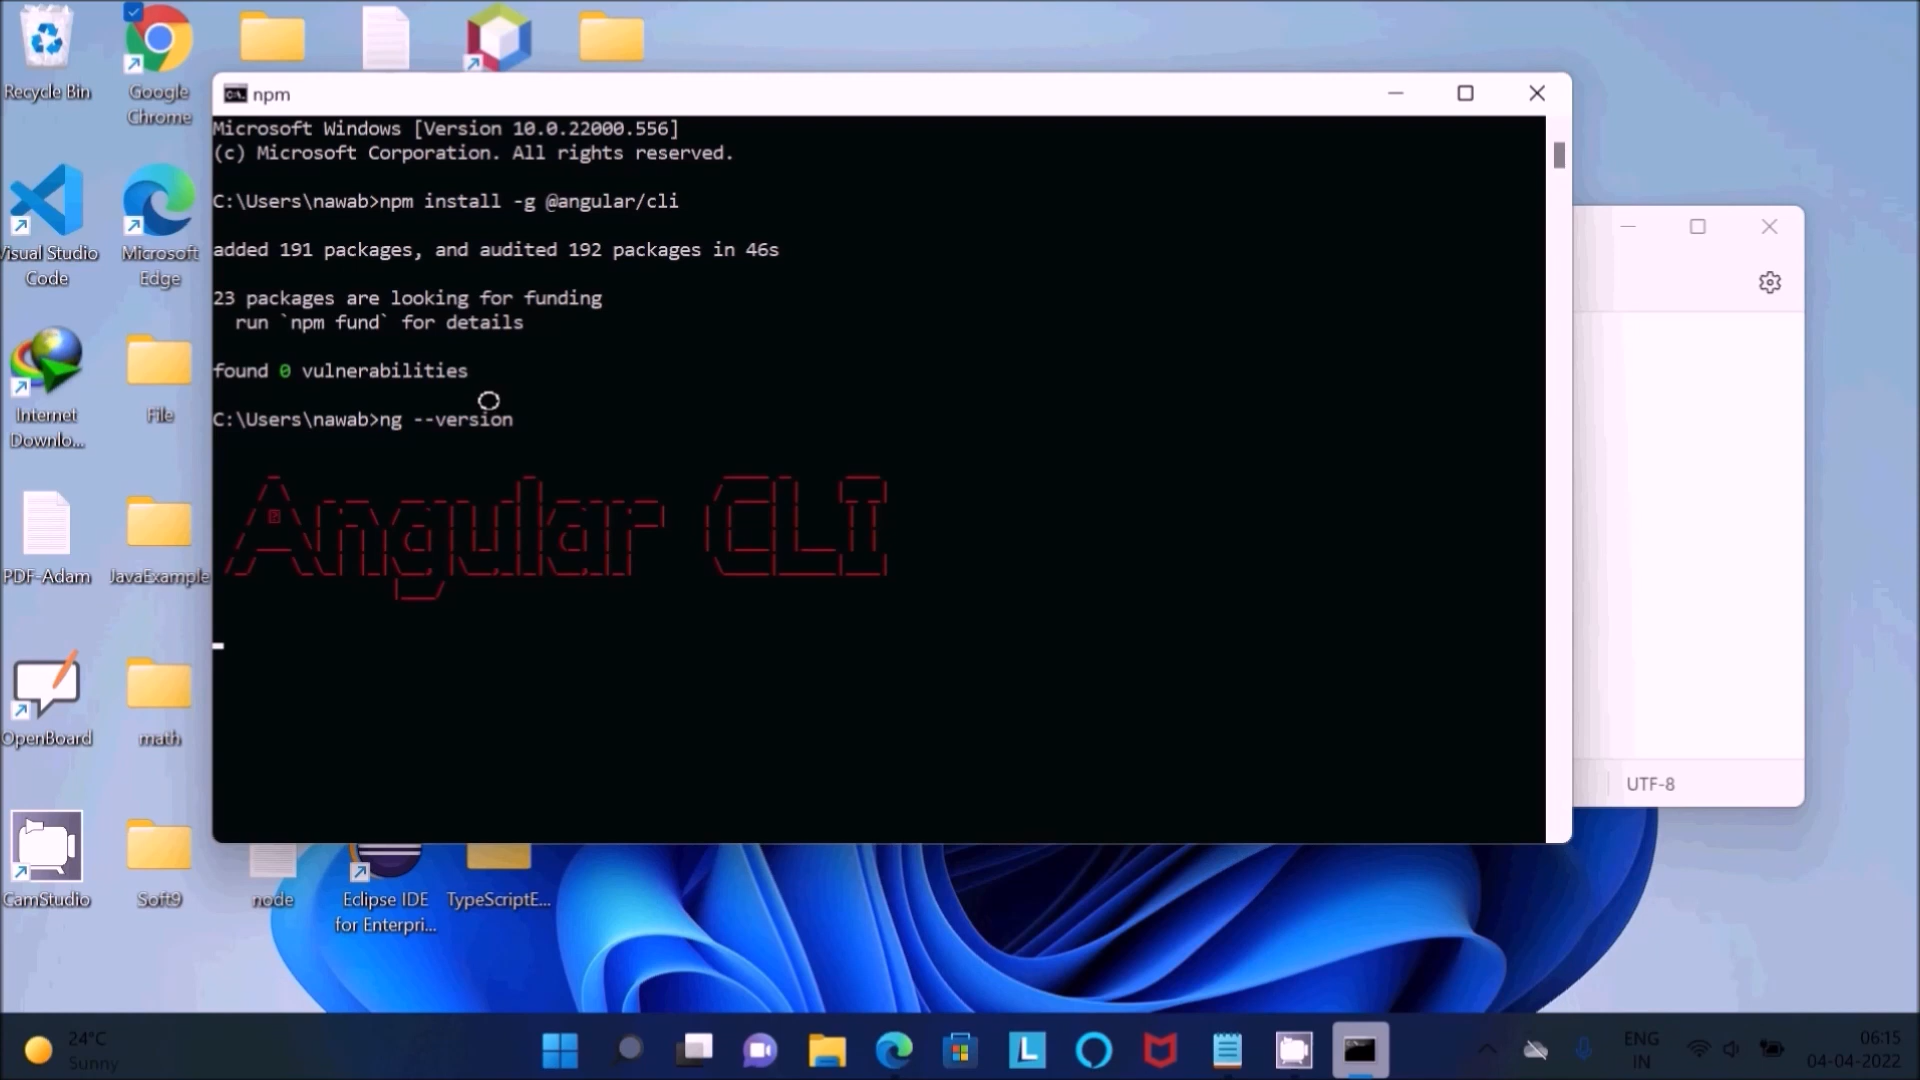 Recycle Bin
Google
Chrome
Visual Studio
Code
Microsoft
Edge
Internet
Downlo...
File
PDF-Adam
JavaExample
OpenBoard
math
CamStudio
Soft9
node
Eclipse IDE
for Enterpri...
TypeScriptE...
npm
Microsoft Windows [Version 10.0.22000.556]
(c) Microsoft Corporation. All rights reserved.
C:\Users\nawab>npm install -g @angular/cli
added 191 packages, and audited 192 packages in 46s
23 packages are looking for funding
run `npm fund` for details
found 0 vulnerabilities
C:\Users\nawab>ng --version
Angular CLI
UTF-8
24°C
Sunny
ENG
IN
06:15
04-04-2022